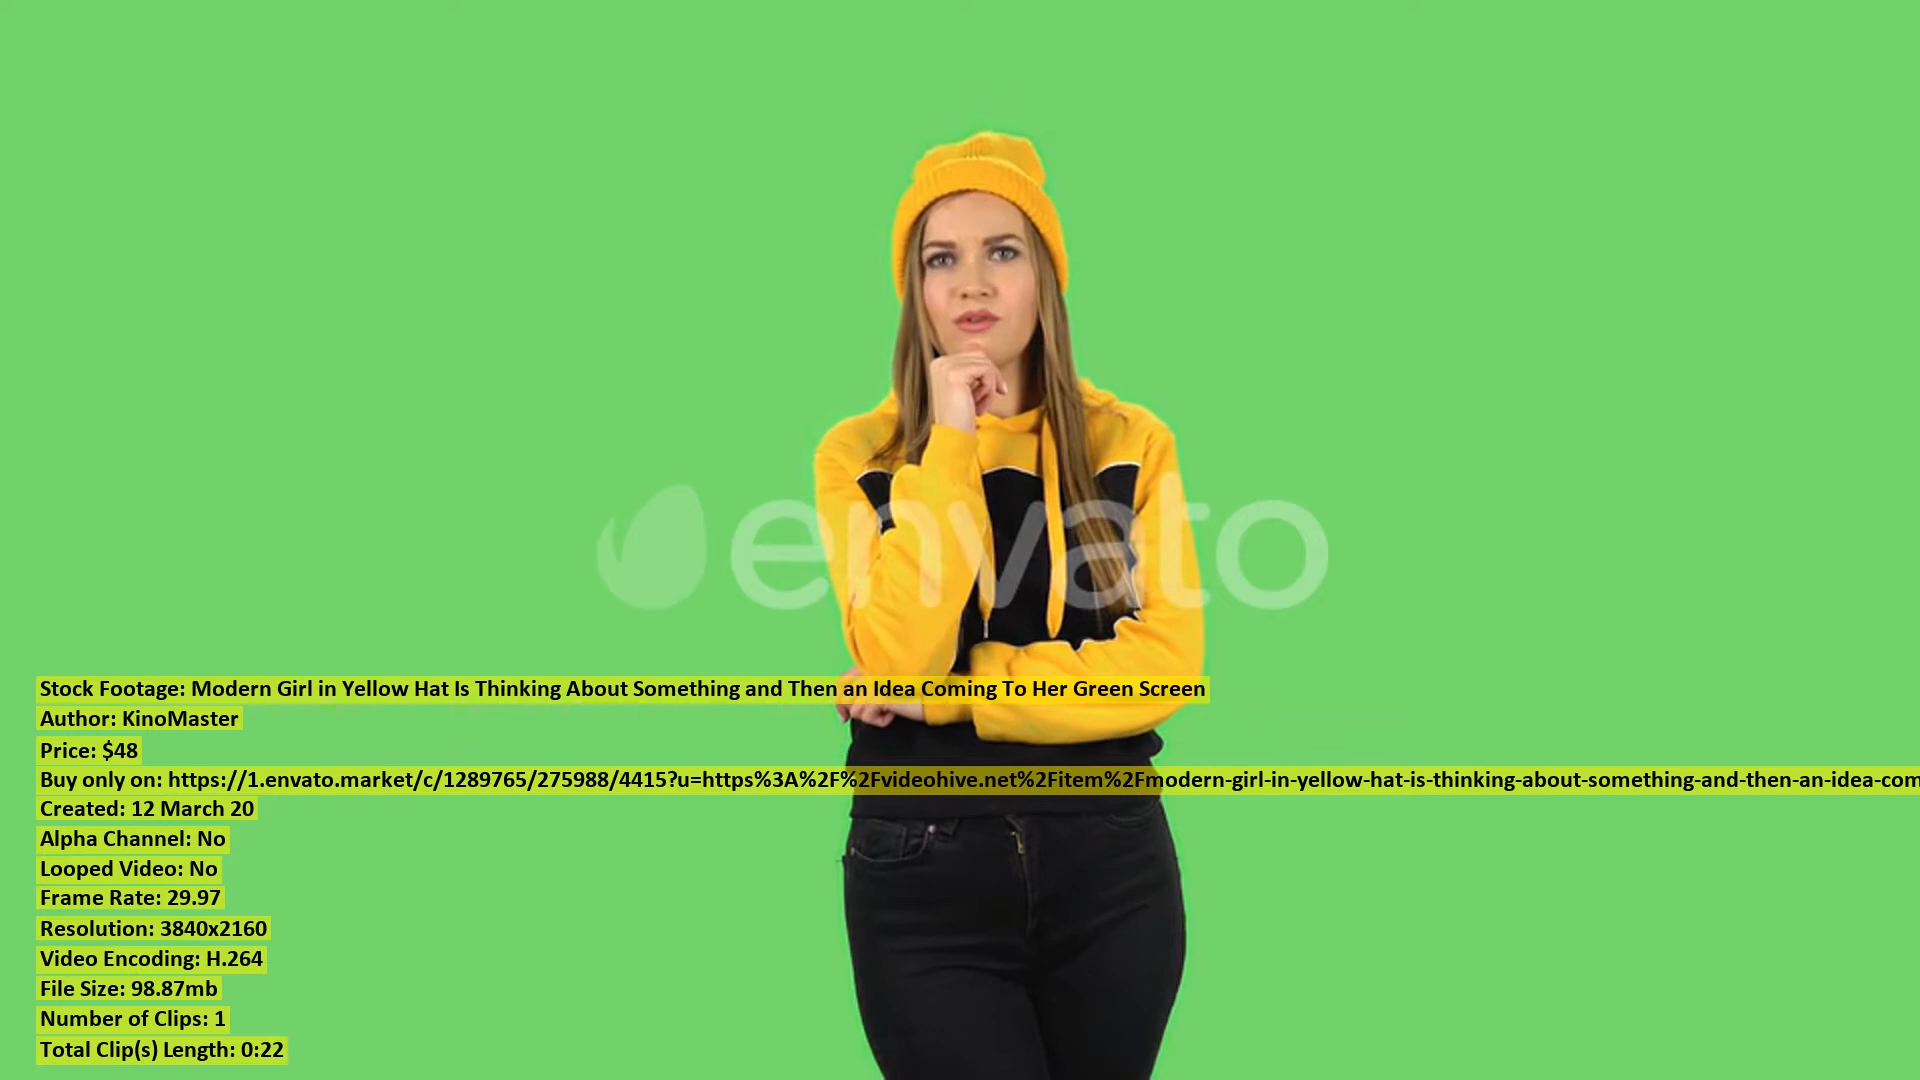 envato
Stock Footage: Modern Girl in Yellow Hat Is Thinking About Something and Then an Idea Coming To Her Green Screen
Author: KinoMaster
Price: $48
Buy only on: https://1.envato.market/c/1289765/275988/4415?u=https%3A%2F%2Fvideohive.net%2Fitem%2Fmodern-girl-in-yellow-hat-is-thinking-about-something-and-then-an-idea-com
Created: 12 March 20
Alpha Channel: No
Looped Video: No
Frame Rate: 29.97
Resolution: 3840x2160
Video Encoding: H.264
File Size: 98.87mb
Number of Clips: 1
Total Clip(s) Length: 0:22